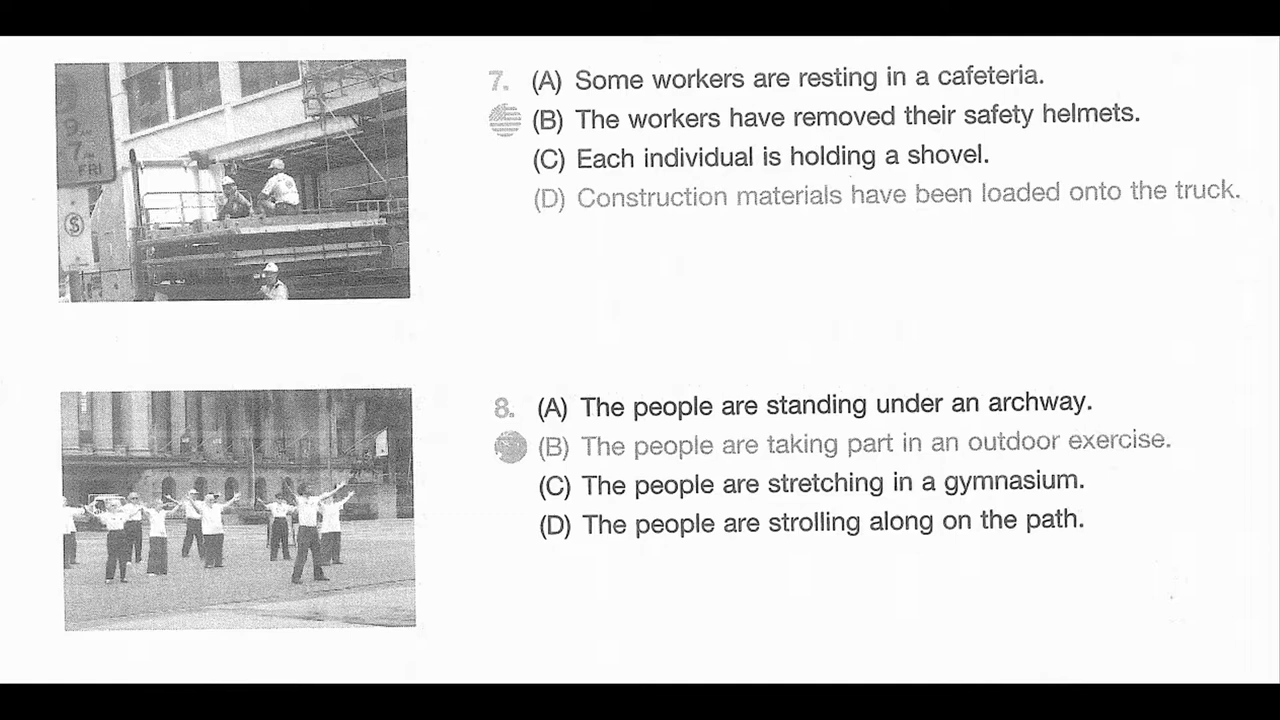 7. (A) Some workers are resting in a cafeteria.
(B) The workers have removed their safety helmets.
(C) Each individual is holding a shovel.
(D) Construction materials have been loaded onto the truck.
FRI
$
8. (A) The people are standing under an archway.
(B) The people are taking part in an outdoor exercise.
(C) The people are stretching in a gymnasium.
(D) The people are strolling along on the path.